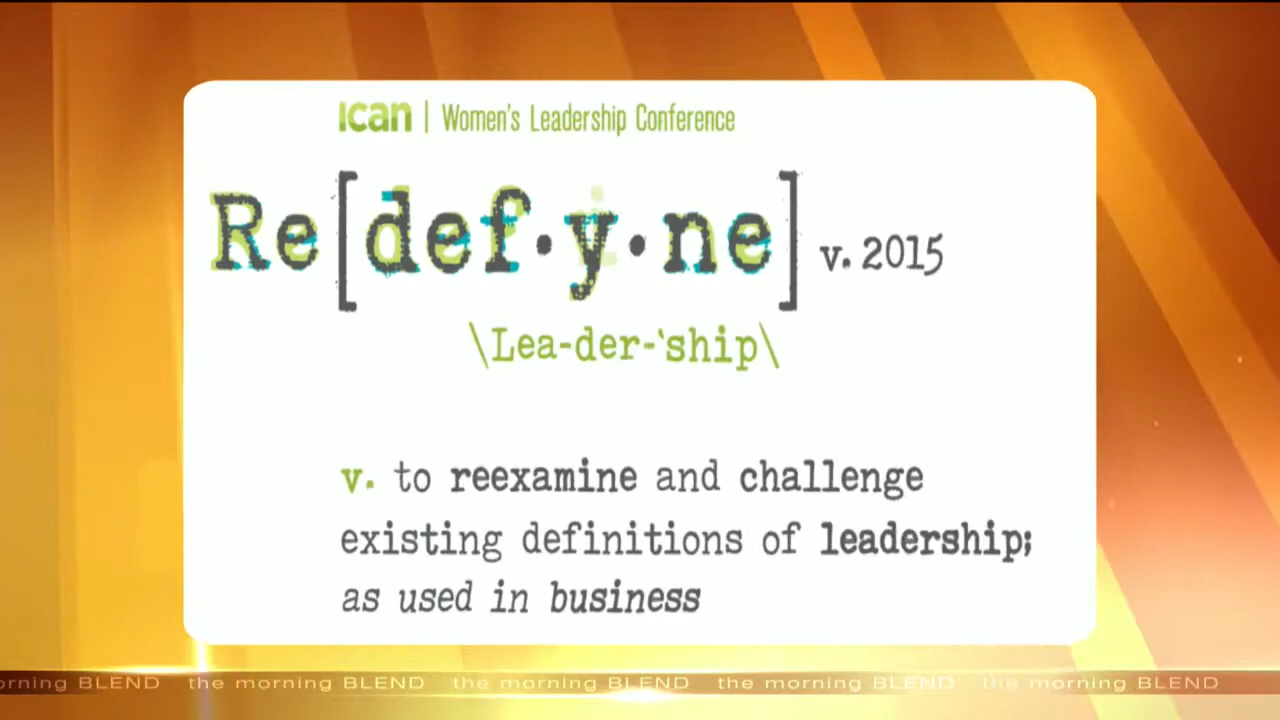 ican | Women's Leadership Conference
Re[def·y·ne] v. 2015
\Lea-der-'ship\
v. to reexamine and challenge
existing definitions of leadership;
as used in business
orning BLEND the morning BLEND the morning BLEND the morning BLEND the morning BLEND